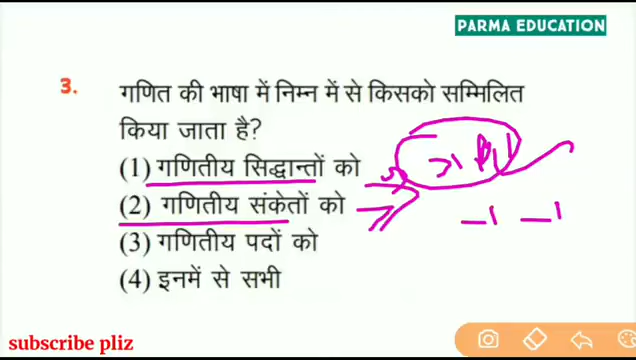 PARMA EDUCATION
3. गणित की भाषा में निम्न में से किसको सम्मिलित
किया जाता है?
(1) गणितीय सिद्धान्तों को
(2) गणितीय संकेतों को
(3) गणितीय पदों को
(4) इनमें से सभी
subscribe pliz